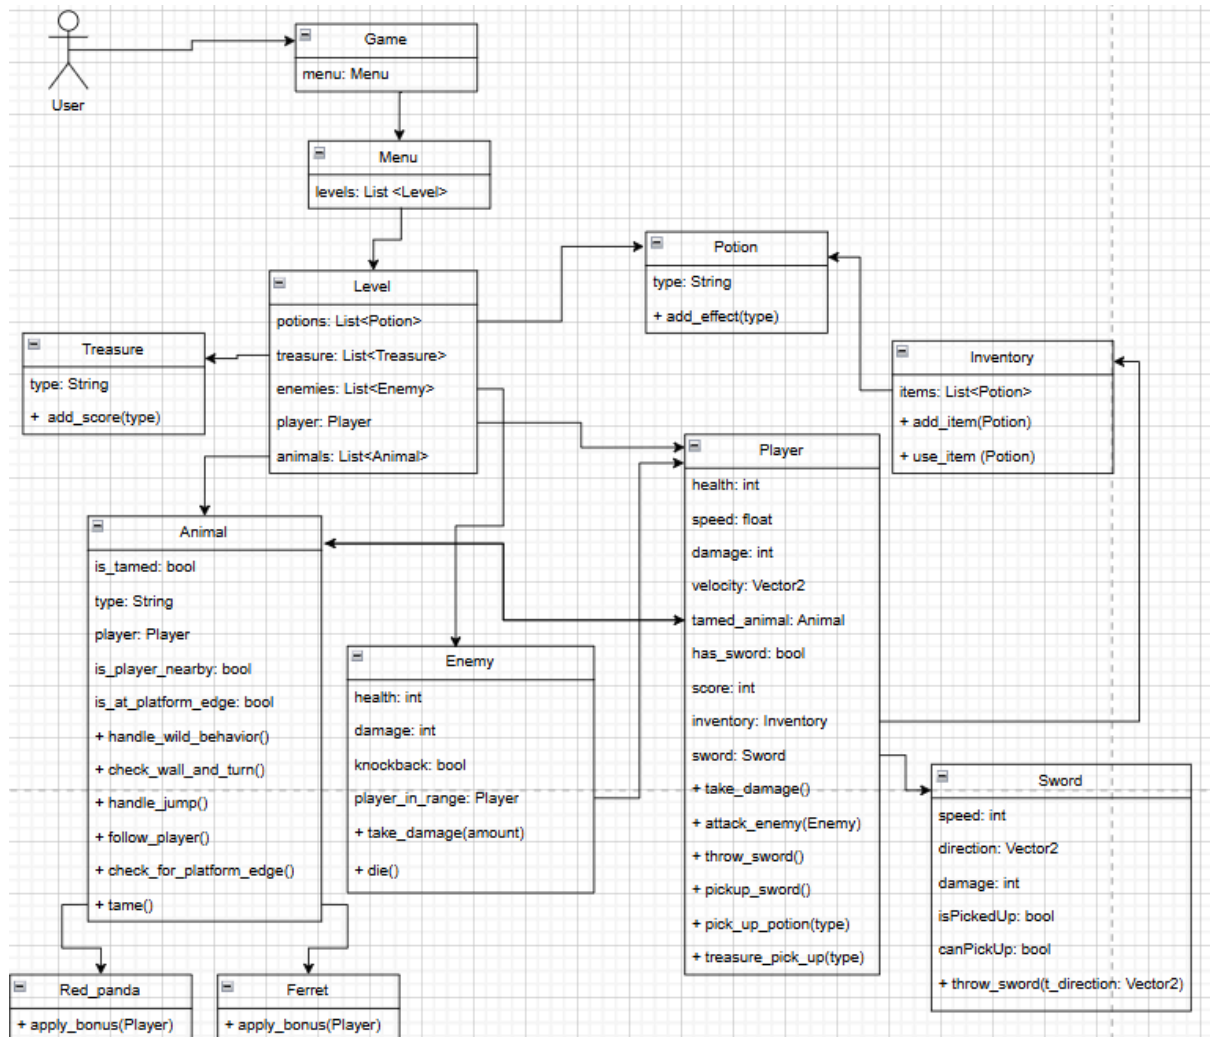 User
Game
menu: Menu
Menu
levels: List <Level>
Level
potions: List<Potion>
treasure: List<Treasure>
enemies: List<Enemy>
player: Player
animals: List<Animal>
Potion
type: String
+ add_effect(type)
Treasure
type: String
+ add_score(type)
Inventory
items: List<Potion>
+ add_item(Potion)
+ use_item (Potion)
Player
health: int
speed: float
damage: int
velocity: Vector2
tamed_animal: Animal
has_sword: bool
score: int
inventory: Inventory
sword: Sword
+ take_damage()
+ attack_enemy(Enemy)
+ throw_sword()
+ pickup_sword()
+ pick_up_potion(type)
+ treasure_pick_up(type)
Animal
is_tamed: bool
type: String
player: Player
is_player_nearby: bool
is_at_platform_edge: bool
+ handle_wild_behavior()
+ check_wall_and_turn()
+ handle_jump()
+ follow_player()
+ check_for_platform_edge()
+ tame()
Enemy
health: int
damage: int
knockback: bool
player_in_range: Player
+ take_damage(amount)
+ die()
Sword
speed: int
direction: Vector2
damage: int
isPickedUp: bool
canPickUp: bool
+ throw_sword(t_direction: Vector2)
Red_panda
+ apply_bonus(Player)
Ferret
+ apply_bonus(Player)